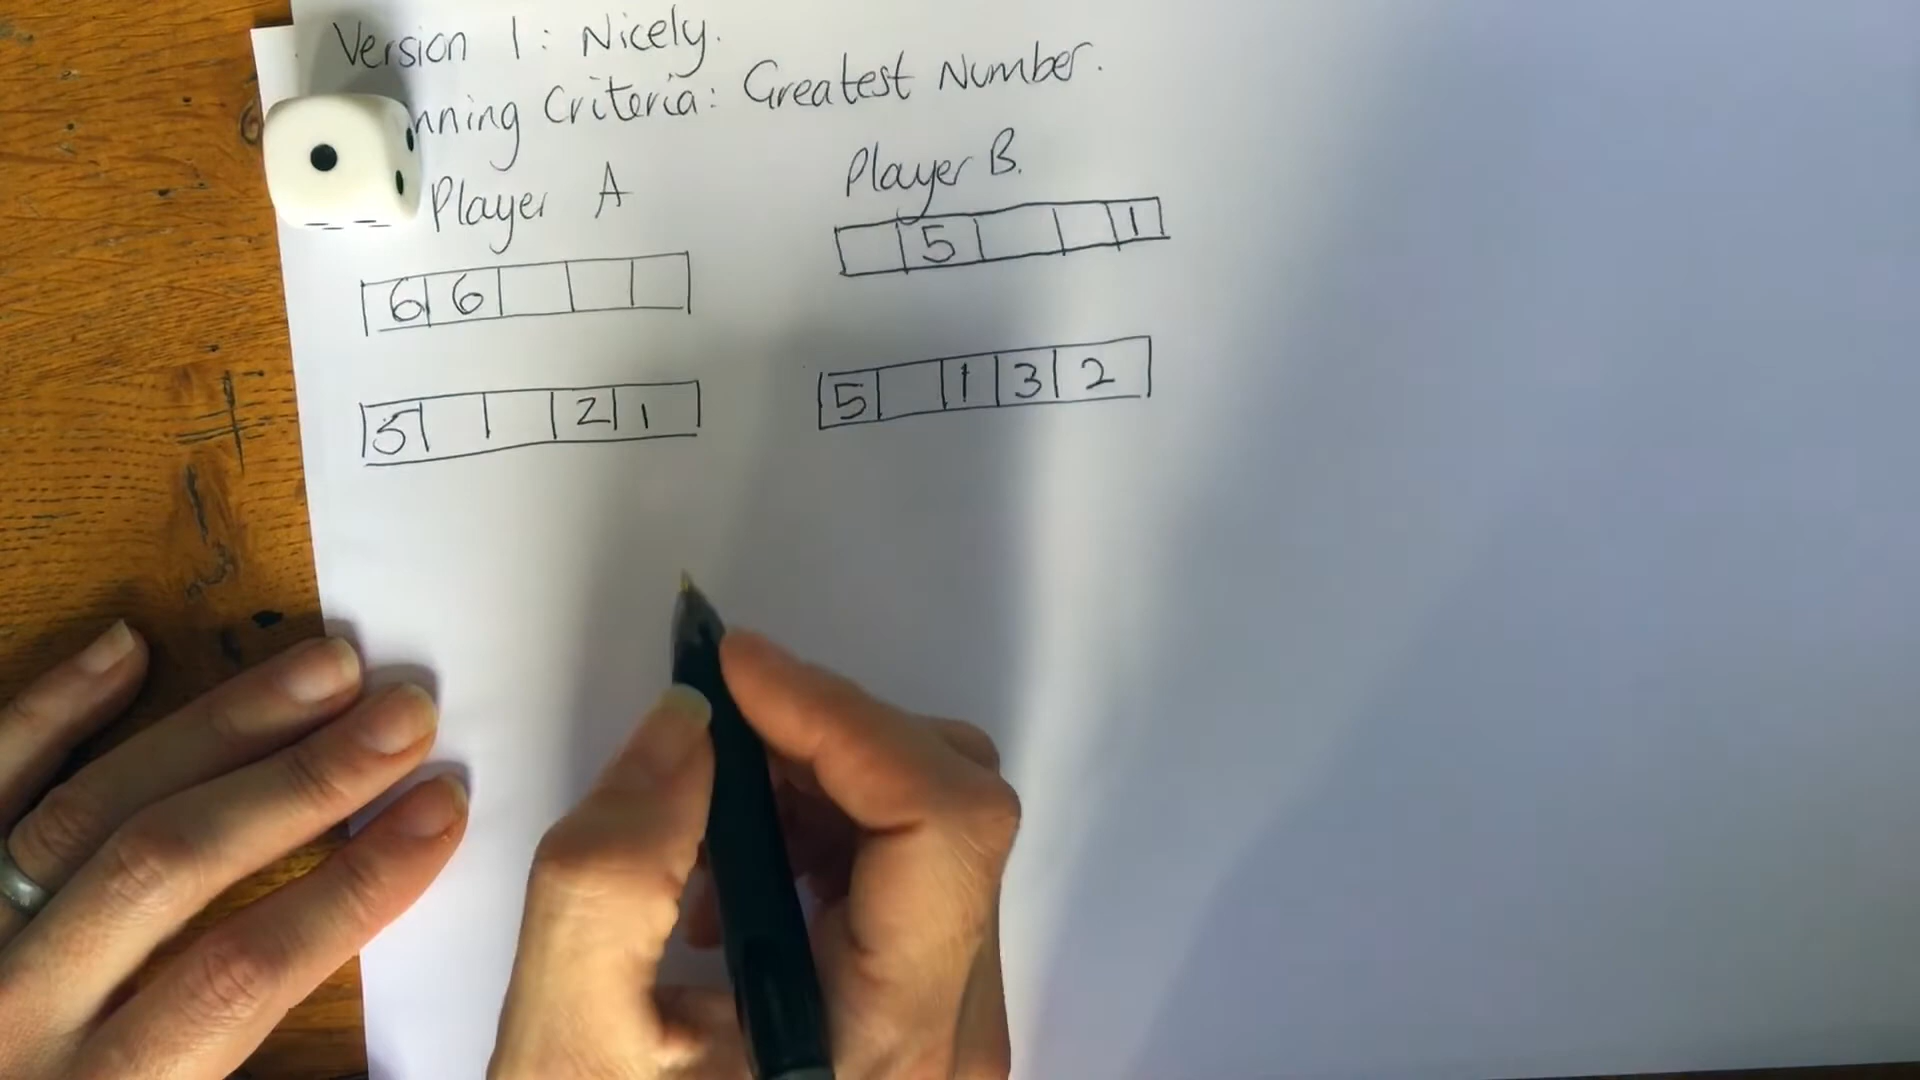 Version 1: Nicely.
nning Criteria: Greatest Number.
Player A
Player B.
6 6
5 1
5 2 1
5 1 3 2